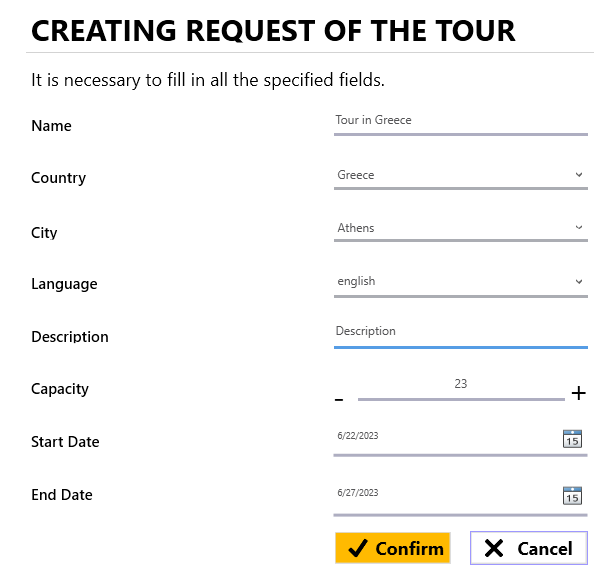 CREATING REQUEST OF THE TOUR
It is necessary to fill in all the specified fields.
Name Tour in Greece
Country Greece
City Athens
Language english
Description Description
Capacity - 23 +
Start Date 6/22/2023 15
End Date 6/27/2023 15
Confirm Cancel